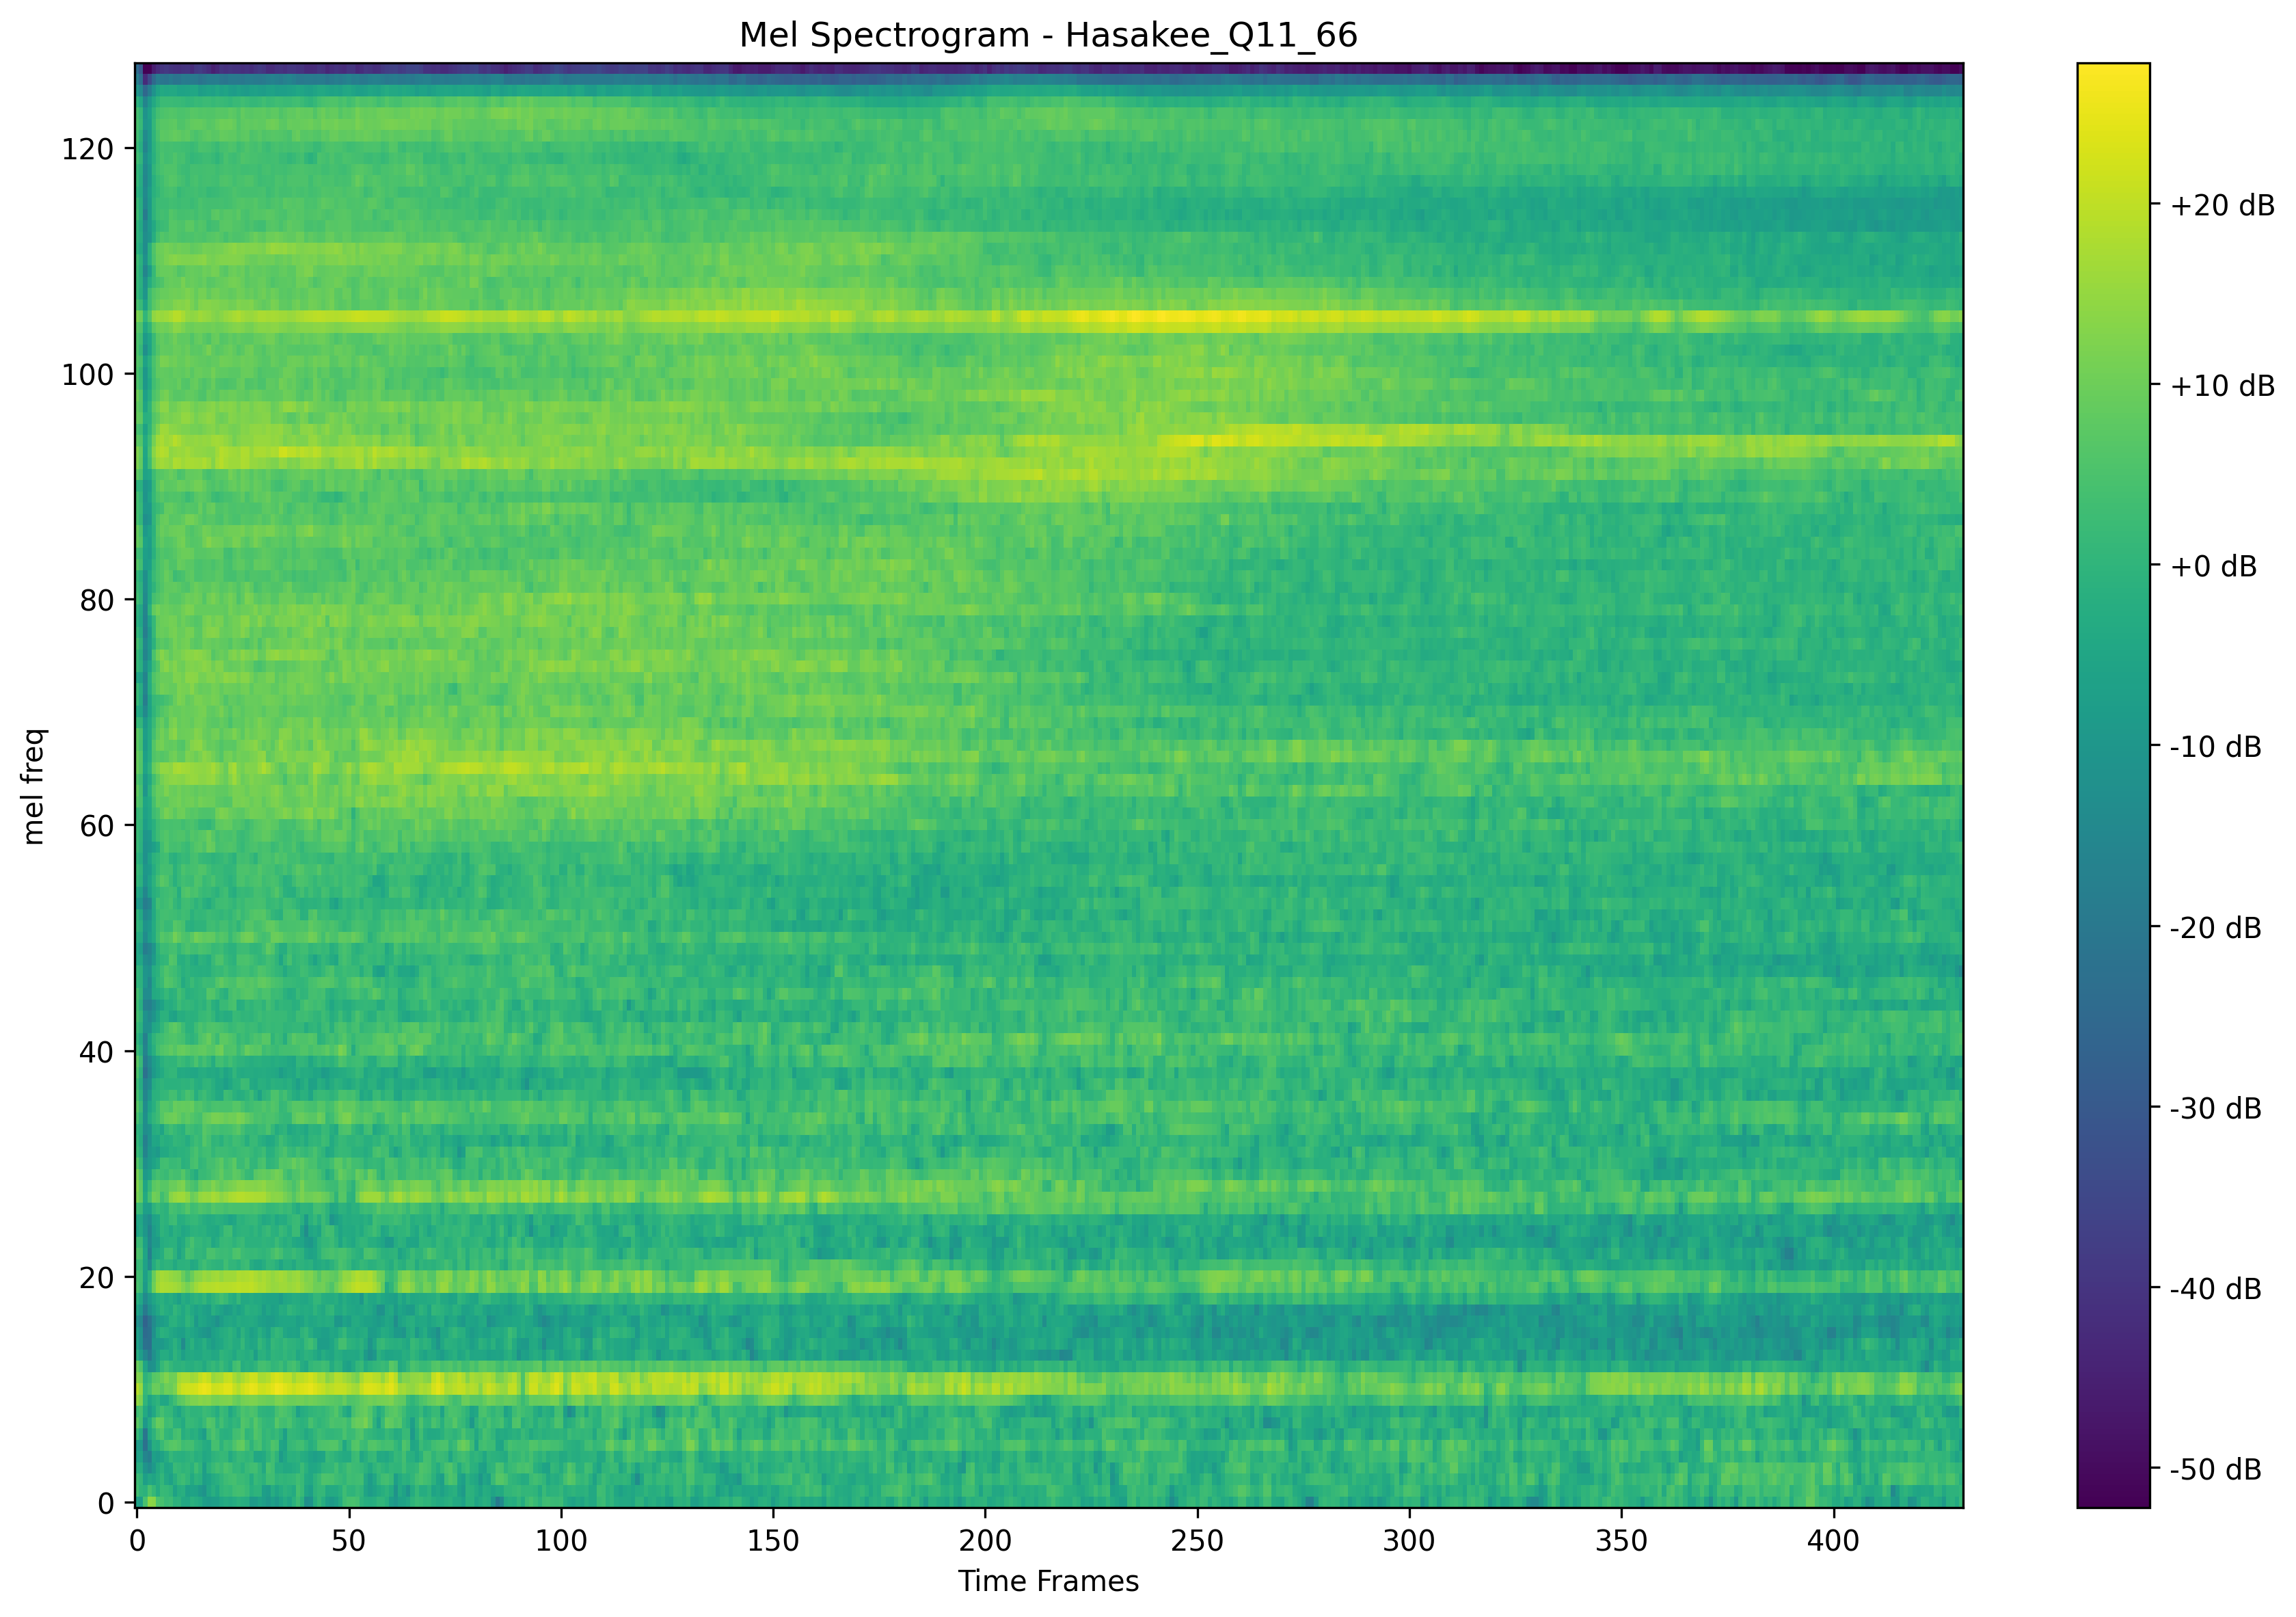 Mel Spectrogram - Hasakee_Q11_66
mel freq
120
100
80
60
40
20
0
0 50 100 150 200 250 300 350 400
Time Frames
+20 dB
+10 dB
+0 dB
-10 dB
-20 dB
-30 dB
-40 dB
-50 dB